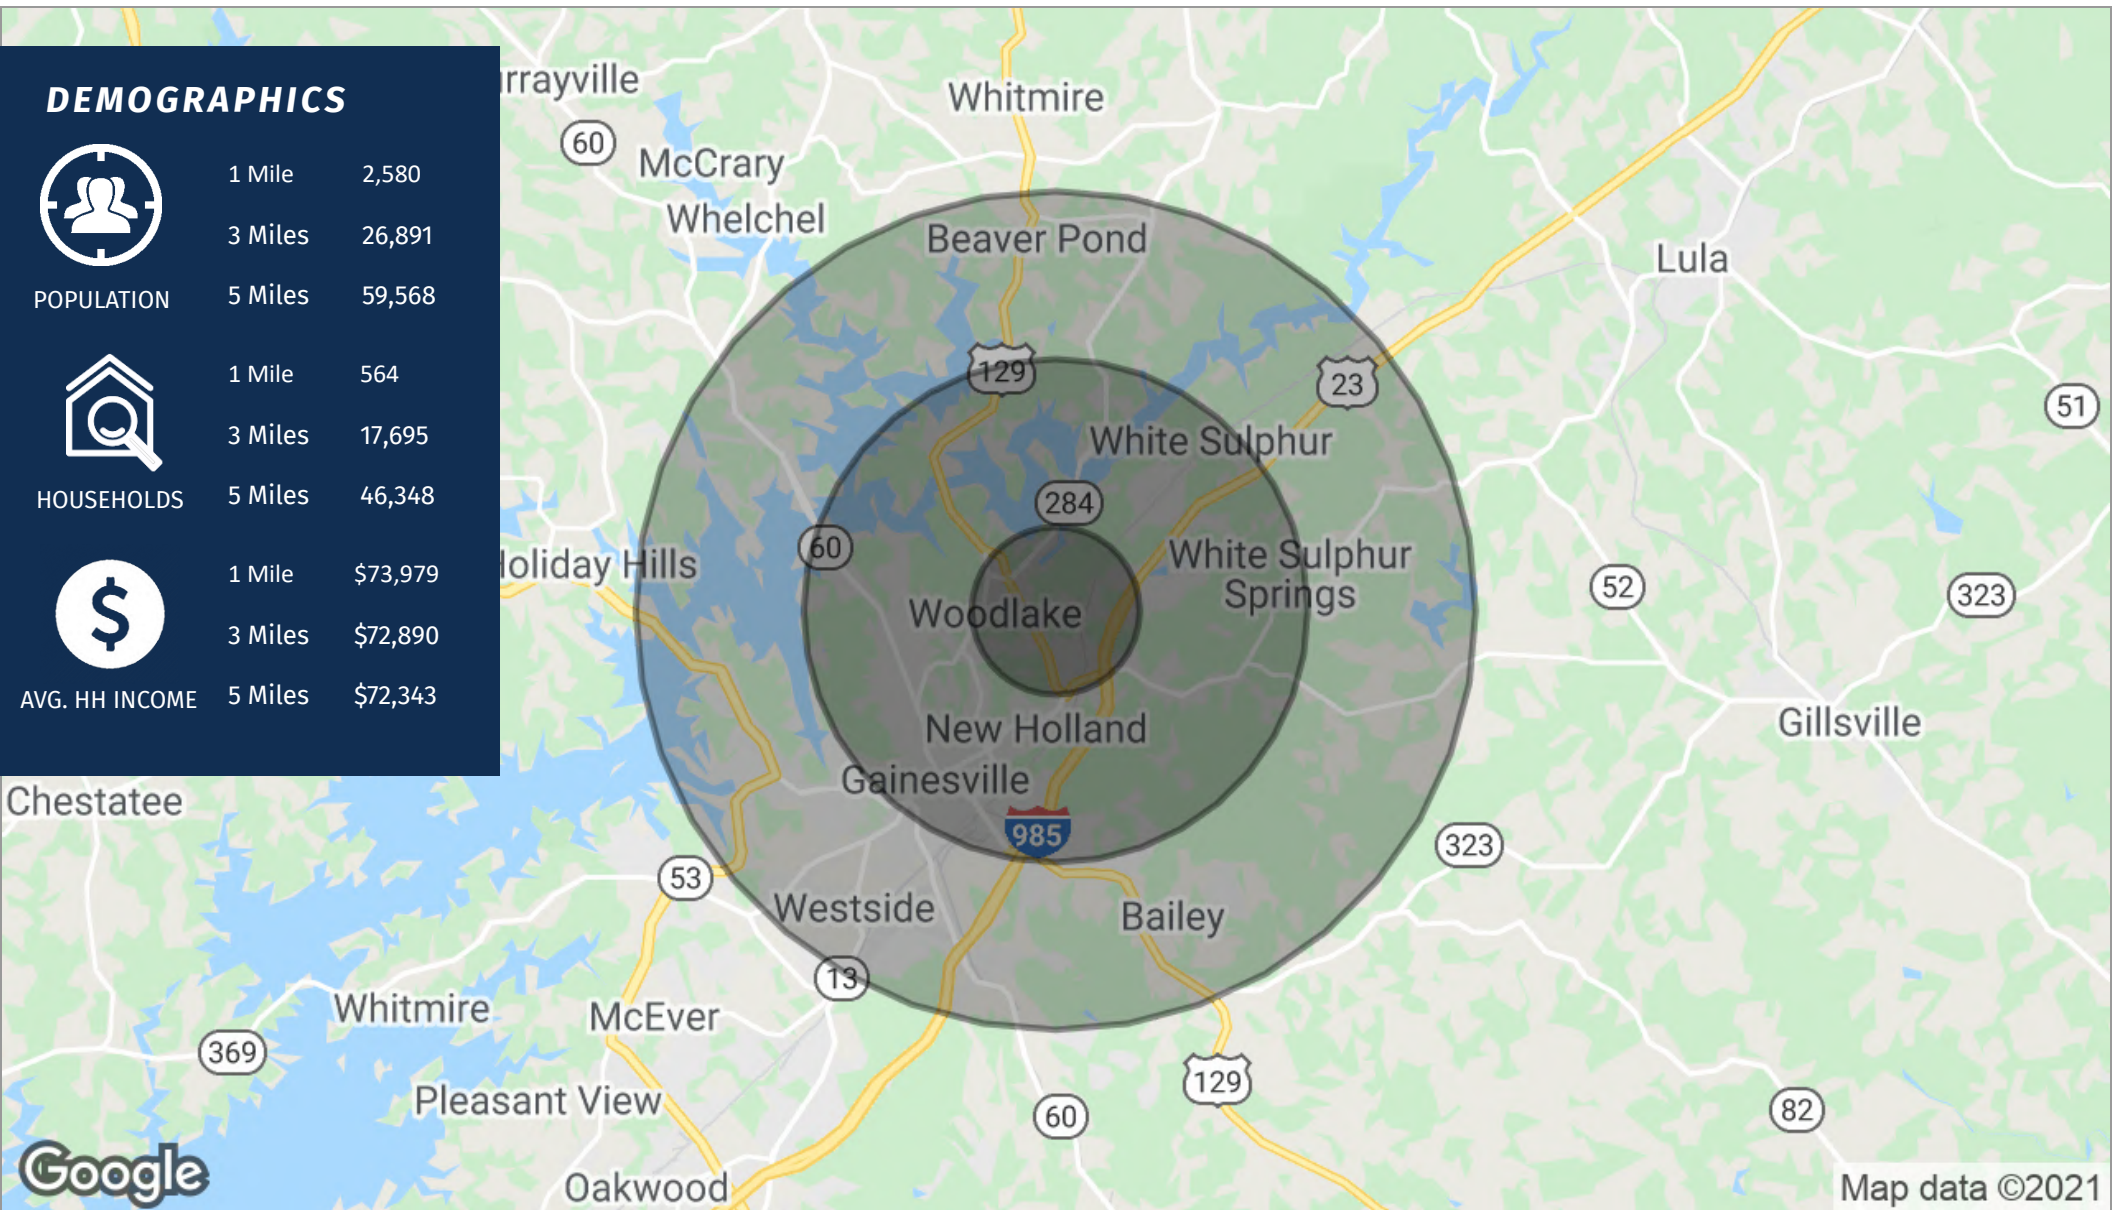 DEMOGRAPHICS
POPULATION
1 Mile 2,580
3 Miles 26,891
5 Miles 59,568
HOUSEHOLDS
1 Mile 564
3 Miles 17,695
5 Miles 46,348
AVG. HH INCOME
1 Mile $73,979
3 Miles $72,890
5 Miles $72,343
rrayville
Whitmire
60
McCrary
Whelchel
Beaver Pond
Lula
129
23
51
White Sulphur
284
60
White Sulphur
Springs
oliday Hills
52
323
Woodlake
New Holland
Gillsville
Gainesville
Chestatee
985
323
53
Westside
Bailey
13
Whitmire
McEver
369
129
Pleasant View
60
82
Google
Oakwood
Map data ©2021